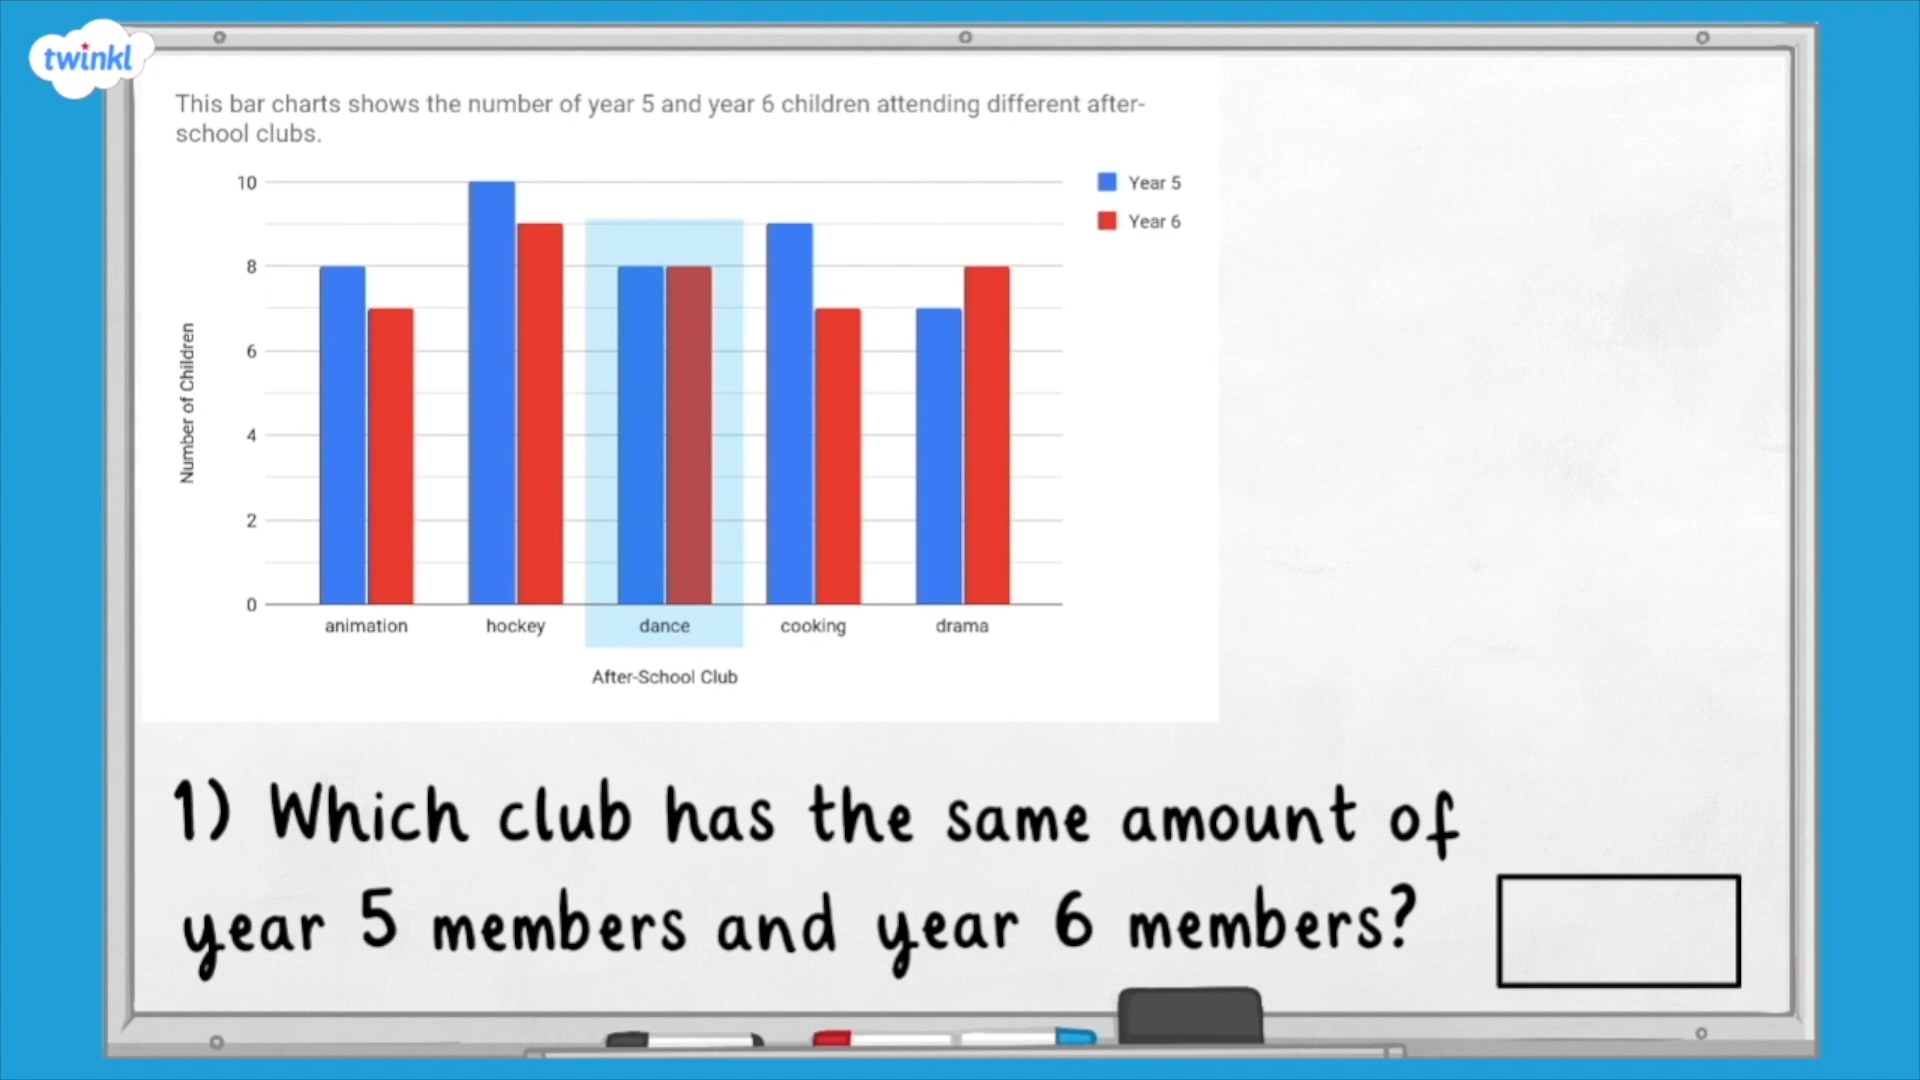 twinkl
This bar charts shows the number of year 5 and year 6 children attending different after-
school clubs.
10
8
6
4
2
0
Number of Children
Year 5
Year 6
animation
hockey
dance
cooking
drama
After-School Club
1) Which club has the same amount of
year 5 members and year 6 members?